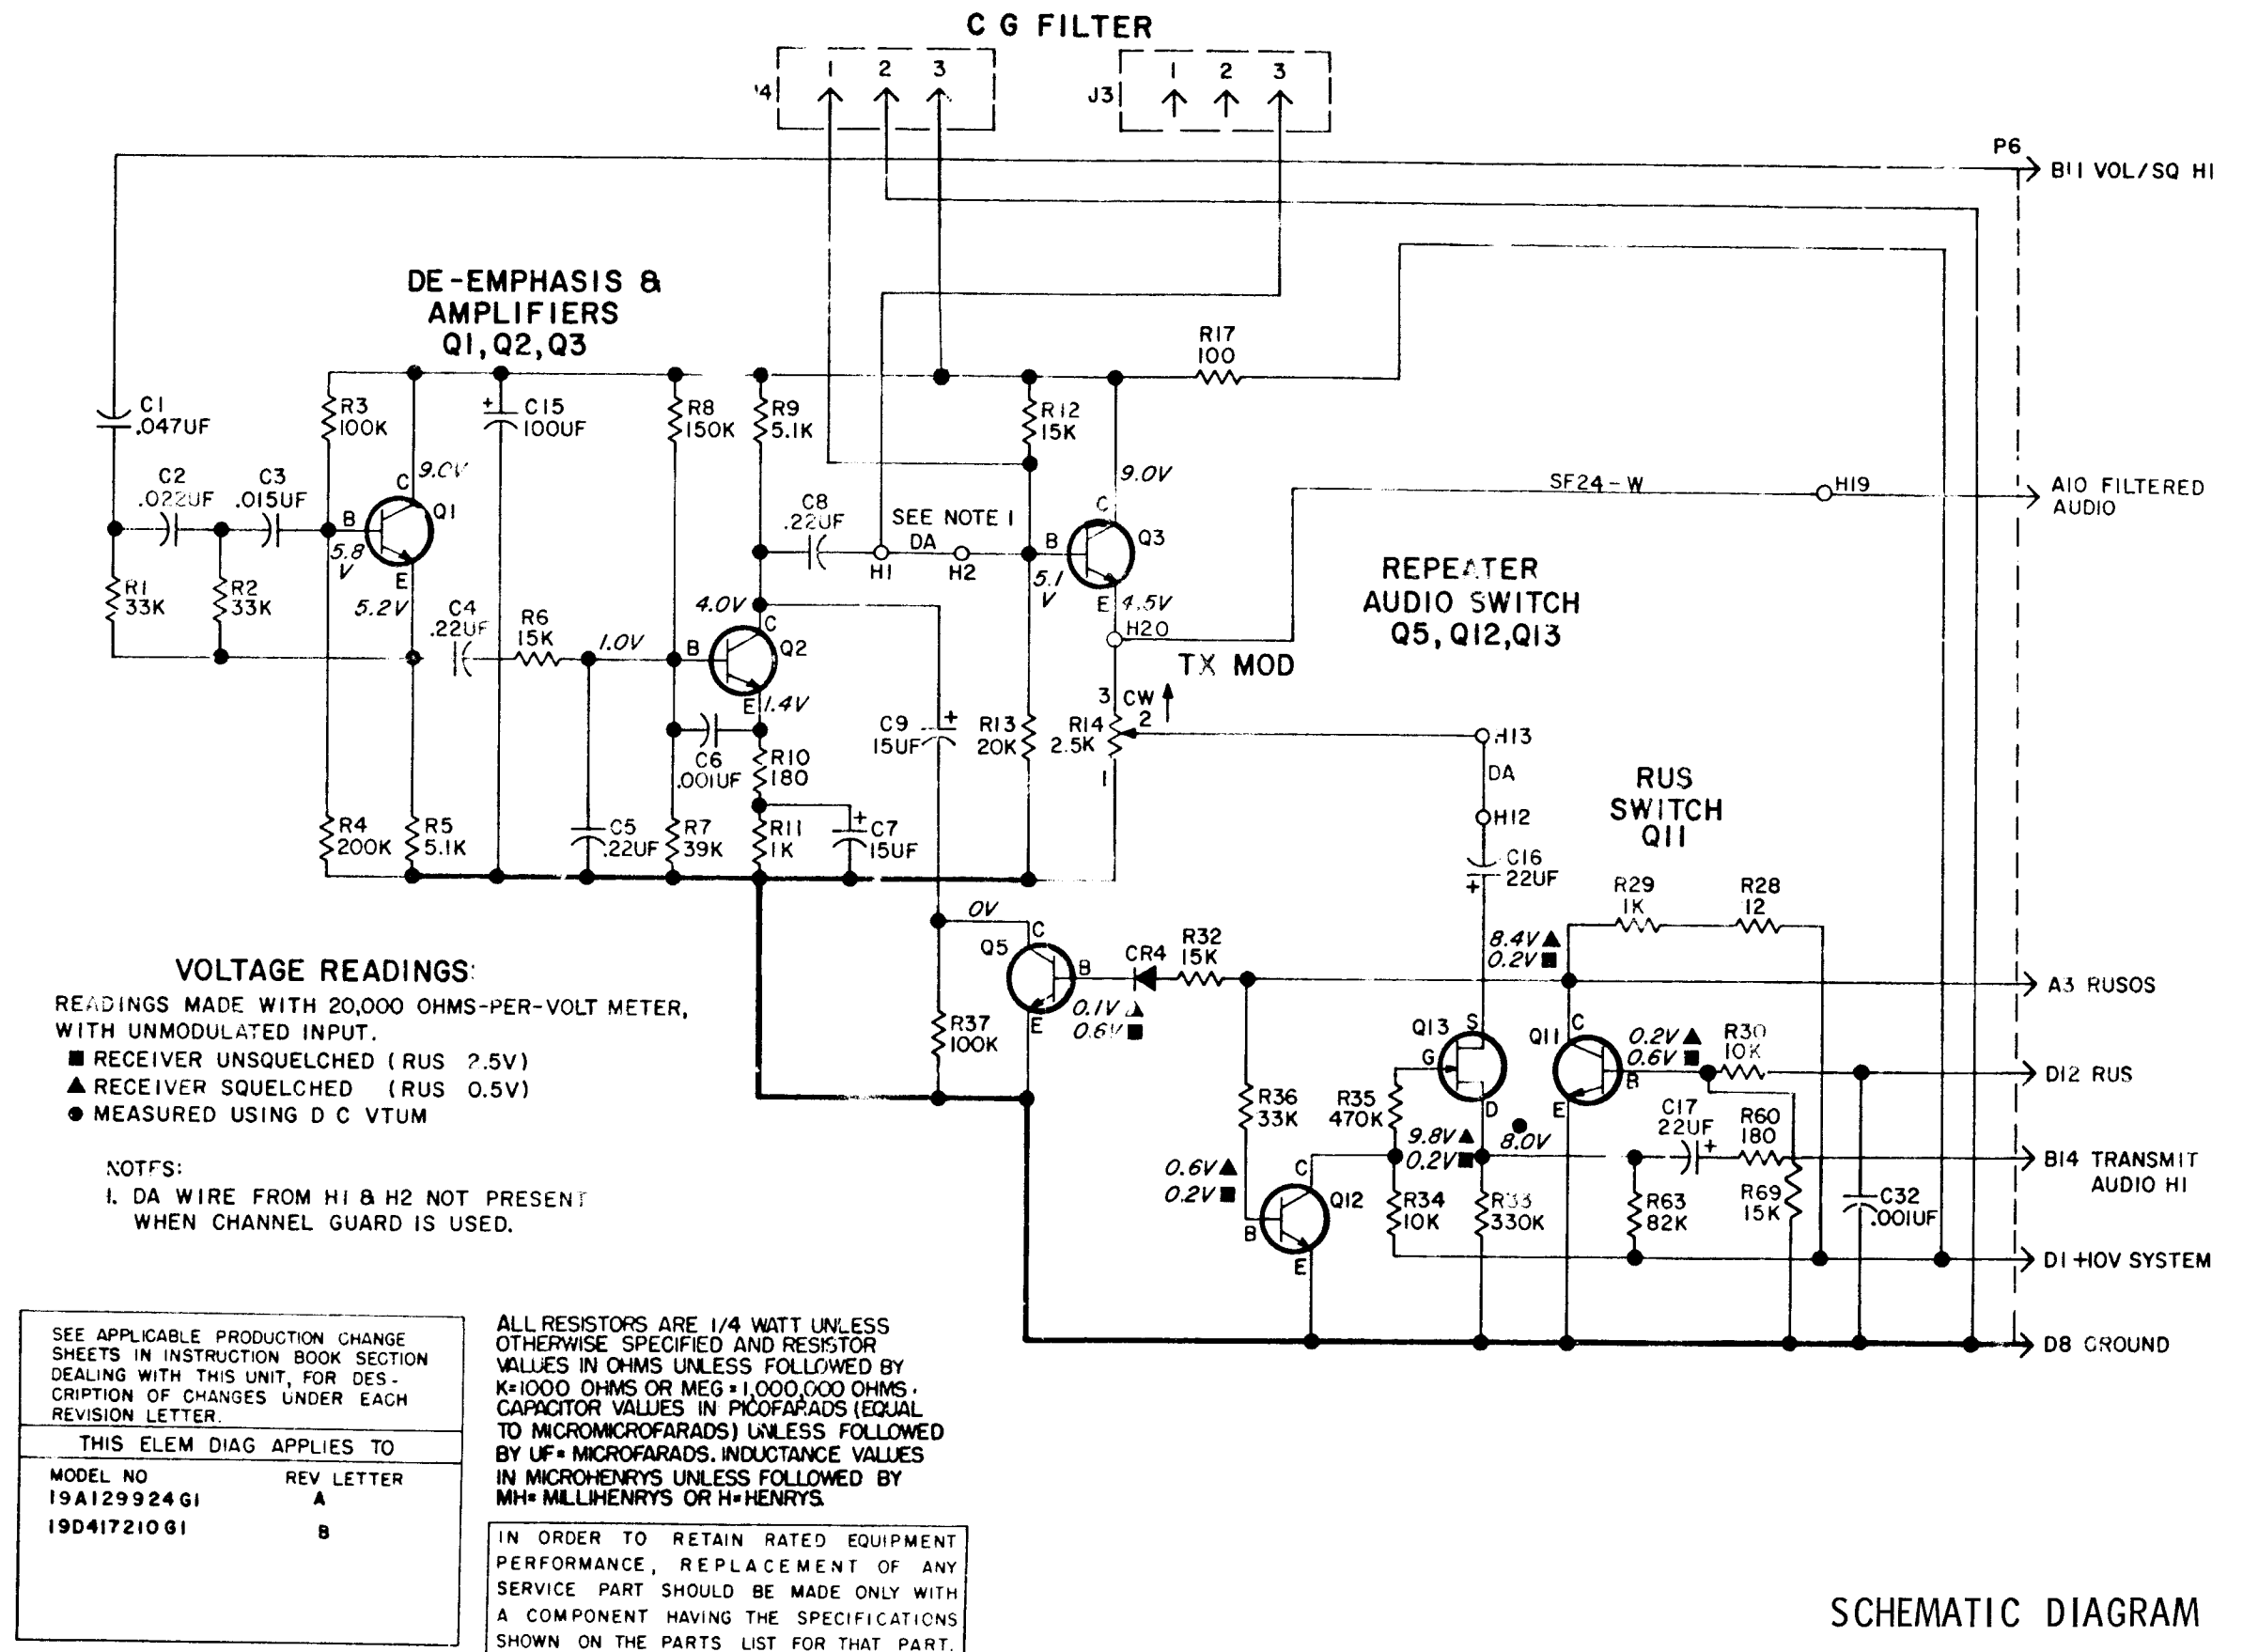 C G FILTER
1 2 3
J3
1 2 3
P6
B11 VOL/SQ HI
DE-EMPHASIS &
AMPLIFIERS
Q1, Q2, Q3
R17
100
C1
.047UF
R3
100K
+
C15
100UF
R8
150K
R9
5.1K
R12
15K
C2
.022UF
C3
.015UF
9.0V
C
Q1
B
5.8
V
E
5.2V
R1
33K
R2
33K
C8
.22UF
SEE NOTE 1
DA
H1
H2
9.0V
C
Q3
B
5.1
V
E
4.5V
H20
SF24-W
H19
A10 FILTERED
AUDIO
REPEATER
AUDIO SWITCH
Q5, Q12, Q13
C4
.22UF
R6
15K
1.0V
4.0V
C
Q2
B
E
1.4V
TX MOD
3
CW
2
1
C9
15UF
+
R13
20K
R14
2.5K
H13
DA
H12
C6
.001UF
R10
180
R4
200K
R5
5.1K
C5
.22UF
R7
39K
R11
1K
+
C7
15UF
C16
22UF
+
RUS
SWITCH
Q11
R29
1K
R28
12
0V
Q5
C
B
E
CR4
R32
15K
0.1V▲
0.6V■
8.4V▲
0.2V■
A3 RUSOS
R37
100K
Q13
S
G
D
Q11
C
B
E
0.2V▲
0.6V■
R30
10K
D12 RUS
R36
33K
R35
470K
9.8V▲
0.2V■
●
8.0V
C17
22UF
+
R60
180
B14 TRANSMIT
AUDIO HI
0.6V▲
0.2V■
C
Q12
B
E
R34
10K
R33
330K
R63
82K
R69
15K
C32
.001UF
D1 +10V SYSTEM
D8 GROUND
VOLTAGE READINGS:
READINGS MADE WITH 20,000 OHMS-PER-VOLT METER,
WITH UNMODULATED INPUT.
■ RECEIVER UNSQUELCHED (RUS 2.5V)
▲ RECEIVER SQUELCHED (RUS 0.5V)
● MEASURED USING D C VTUM
NOTES:
1. DA WIRE FROM H1 & H2 NOT PRESENT
WHEN CHANNEL GUARD IS USED.
SEE APPLICABLE PRODUCTION CHANGE
SHEETS IN INSTRUCTION BOOK SECTION
DEALING WITH THIS UNIT, FOR DES-
CRIPTION OF CHANGES UNDER EACH
REVISION LETTER.
THIS ELEM DIAG APPLIES TO
MODEL NO REV LETTER
19A129924G1 A
19D417210G1 B
ALL RESISTORS ARE 1/4 WATT UNLESS
OTHERWISE SPECIFIED AND RESISTOR
VALUES IN OHMS UNLESS FOLLOWED BY
K=1000 OHMS OR MEG=1,000,000 OHMS.
CAPACITOR VALUES IN PICOFARADS (EQUAL
TO MICROMICROFARADS) UNLESS FOLLOWED
BY UF= MICROFARADS. INDUCTANCE VALUES
IN MICROHENRYS UNLESS FOLLOWED BY
MH= MILLIHENRYS OR H=HENRYS.
IN ORDER TO RETAIN RATED EQUIPMENT
PERFORMANCE, REPLACEMENT OF ANY
SERVICE PART SHOULD BE MADE ONLY WITH
A COMPONENT HAVING THE SPECIFICATIONS
SHOWN ON THE PARTS LIST FOR THAT PART.
SCHEMATIC DIAGRAM